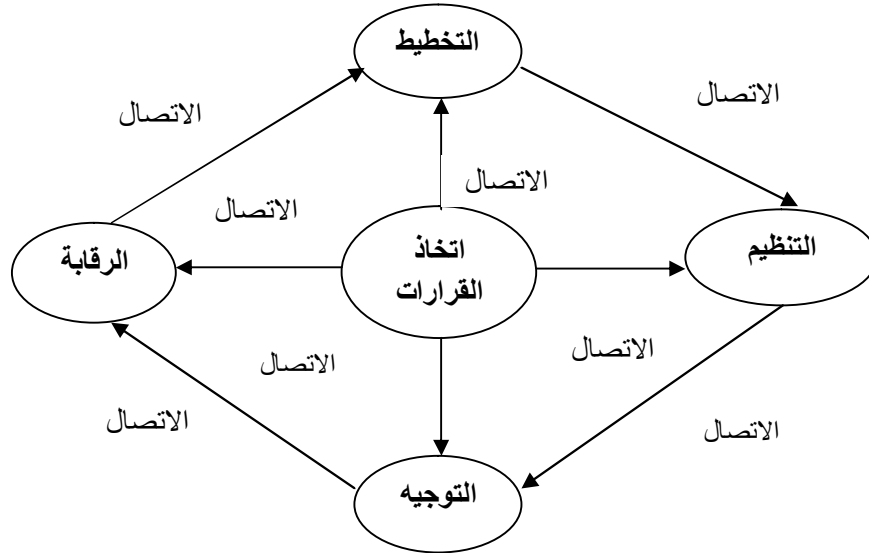 التخطيط
الاتصال
الاتصال
الاتصال
الاتصال
اتخاذ
القرارات
التنظيم
الرقابة
الاتصال
الاتصال
الاتصال
الاتصال
التوجيه